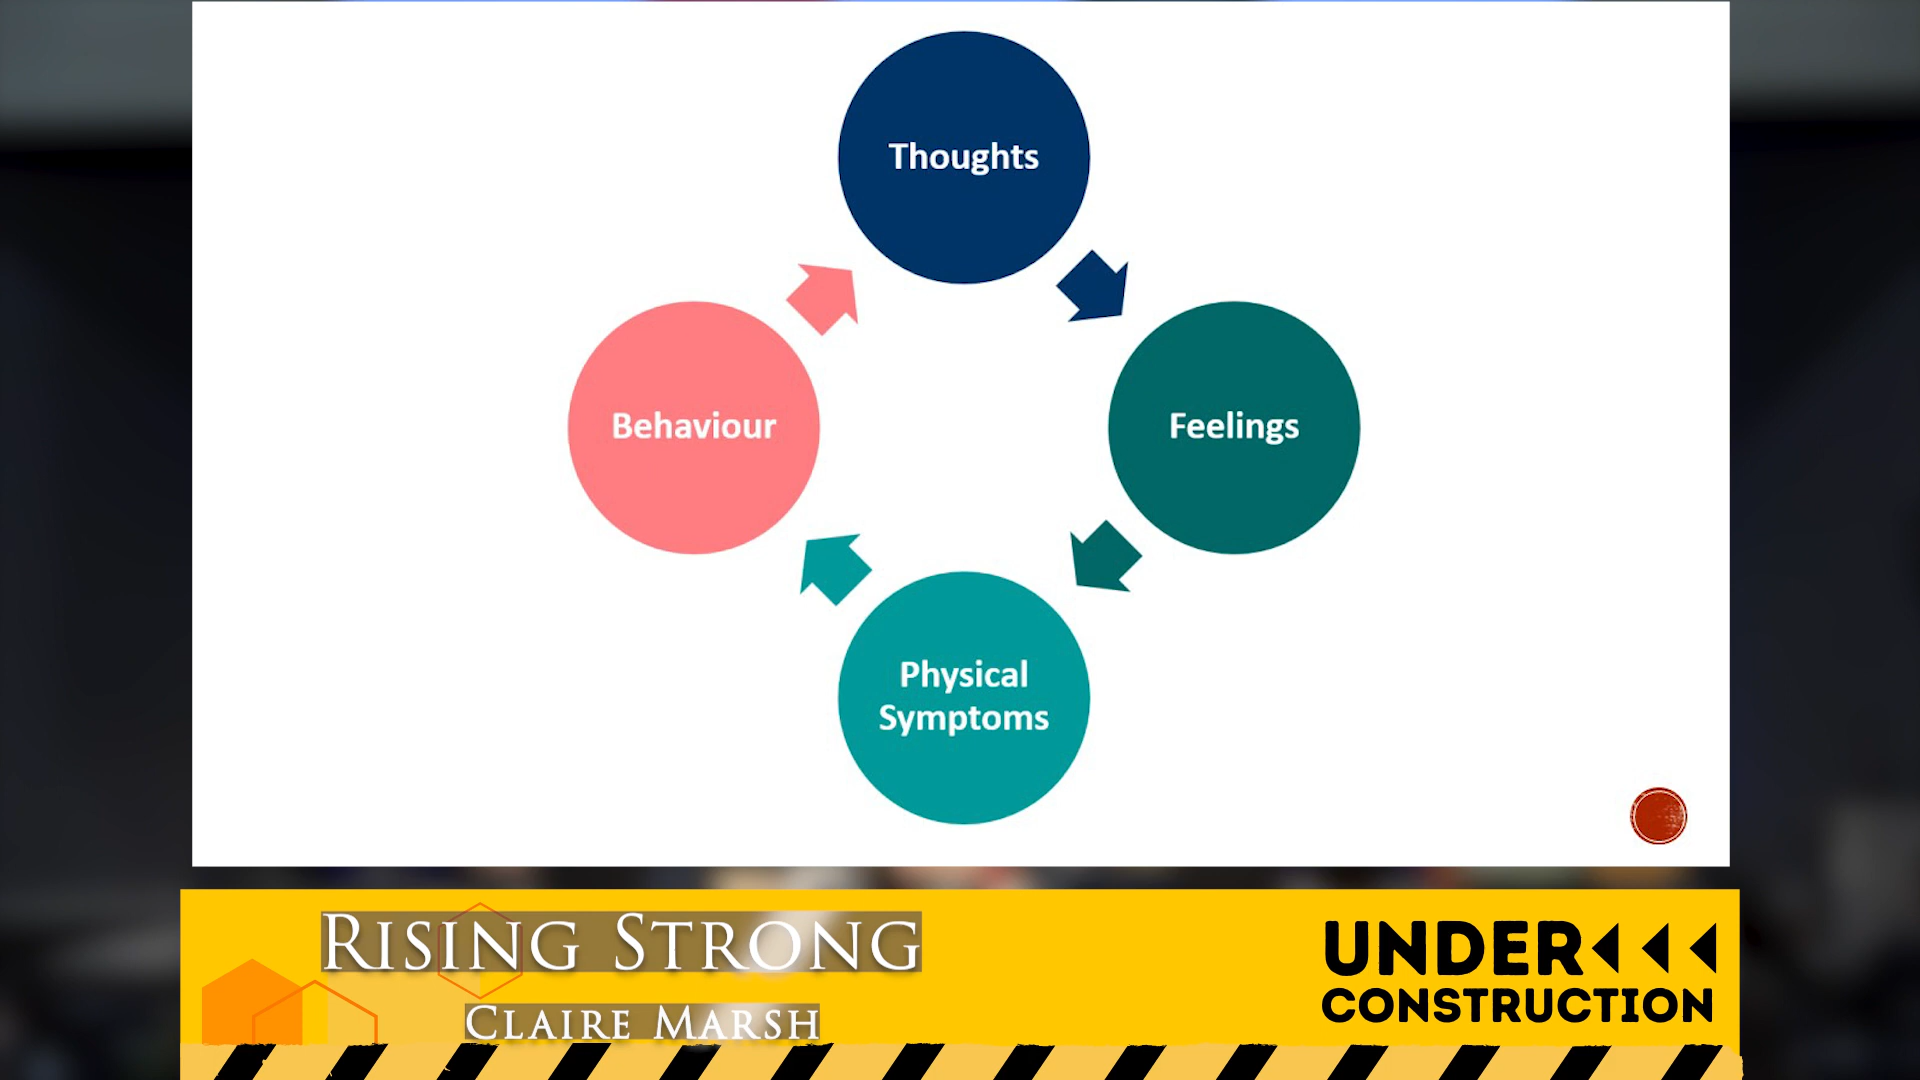 Thoughts
Behaviour
Feelings
Physical
Symptoms
Rising Strong
Claire Marsh
UNDER
CONSTRUCTION